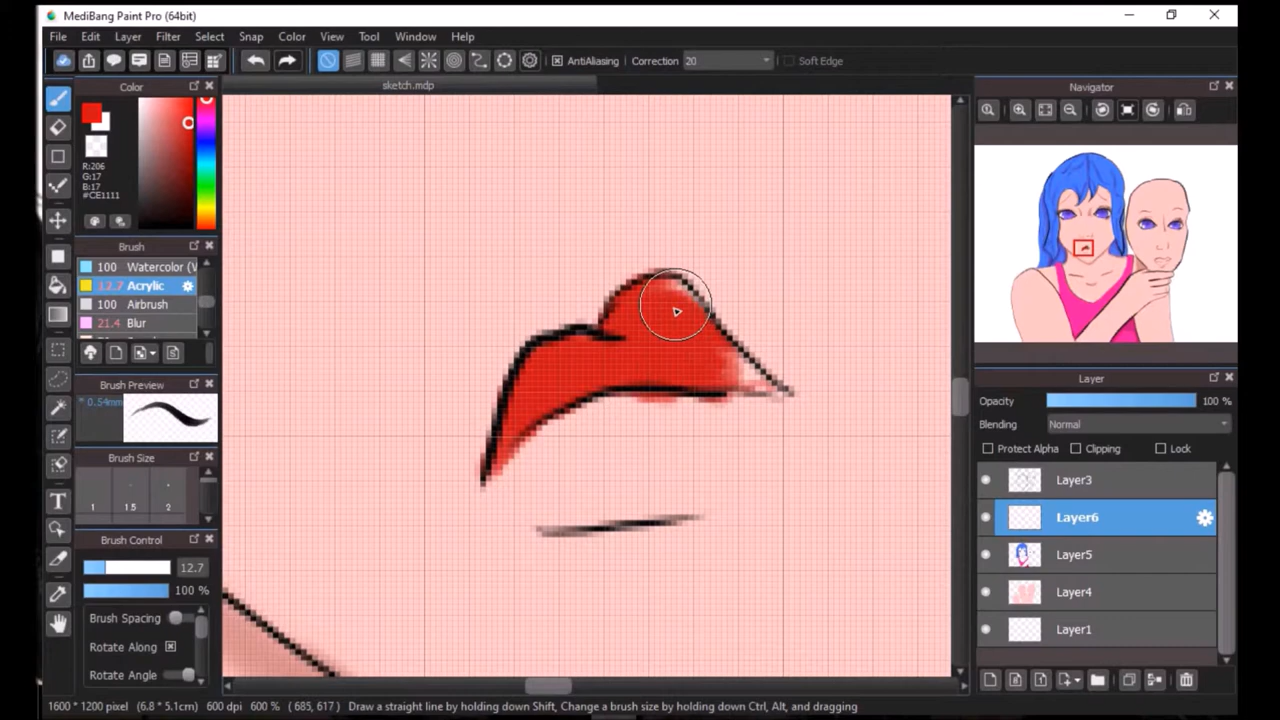 MediBang Paint Pro (64bit)
File Edit Layer Filter Select Snap Color View Tool Window Help
AntiAliasing Correction 20 Soft Edge
Color
sketch.mdp
Navigator
R:206
G:17
B:17
#CE1111
Brush
100 Watercolor (V
12.7 Acrylic
100 Airbrush
21.4 Blur
Brush Preview
0.54mm
Brush Size
1 1.5 2
Brush Control
12.7
100 %
Brush Spacing
Rotate Along
Rotate Angle
Layer
Opacity 100 %
Blending Normal
Protect Alpha Clipping Lock
Layer3
Layer6
Layer5
Layer4
Layer1
1600 * 1200 pixel (6.8 * 5.1cm) 600 dpi 600 % ( 685, 617 ) Draw a straight line by holding down Shift, Change a brush size by holding down Ctrl, Alt, and dragging